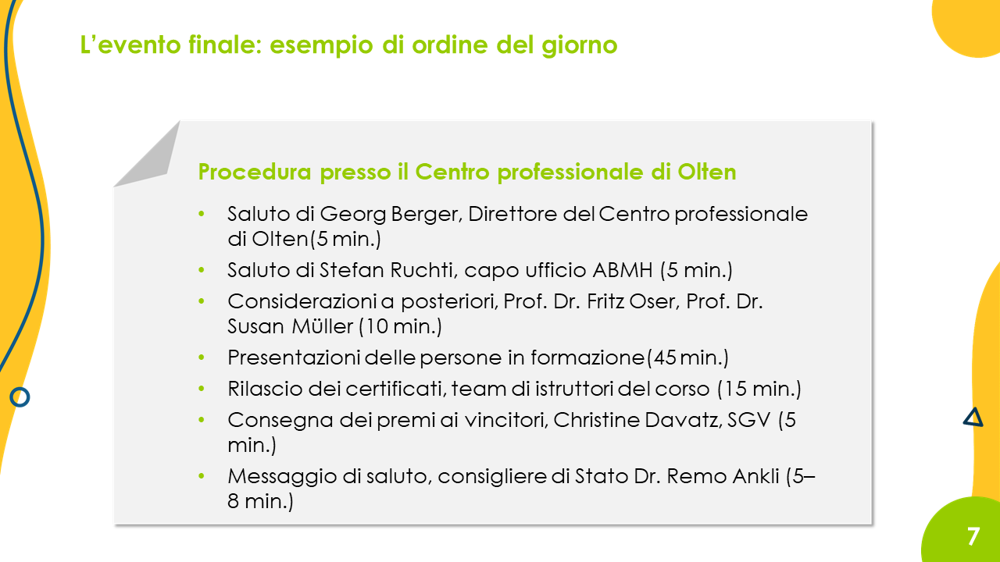 L’evento finale: esempio di ordine del giorno
Procedura presso il Centro professionale di Olten
• Saluto di Georg Berger, Direttore del Centro professionale
di Olten(5 min.)
• Saluto di Stefan Ruchti, capo ufficio ABMH (5 min.)
• Considerazioni a posteriori, Prof. Dr. Fritz Oser, Prof. Dr.
Susan Müller (10 min.)
• Presentazioni delle persone in formazione(45 min.)
• Rilascio dei certificati, team di istruttori del corso (15 min.)
• Consegna dei premi ai vincitori, Christine Davatz, SGV (5
min.)
• Messaggio di saluto, consigliere di Stato Dr. Remo Ankli (5–
8 min.)
7